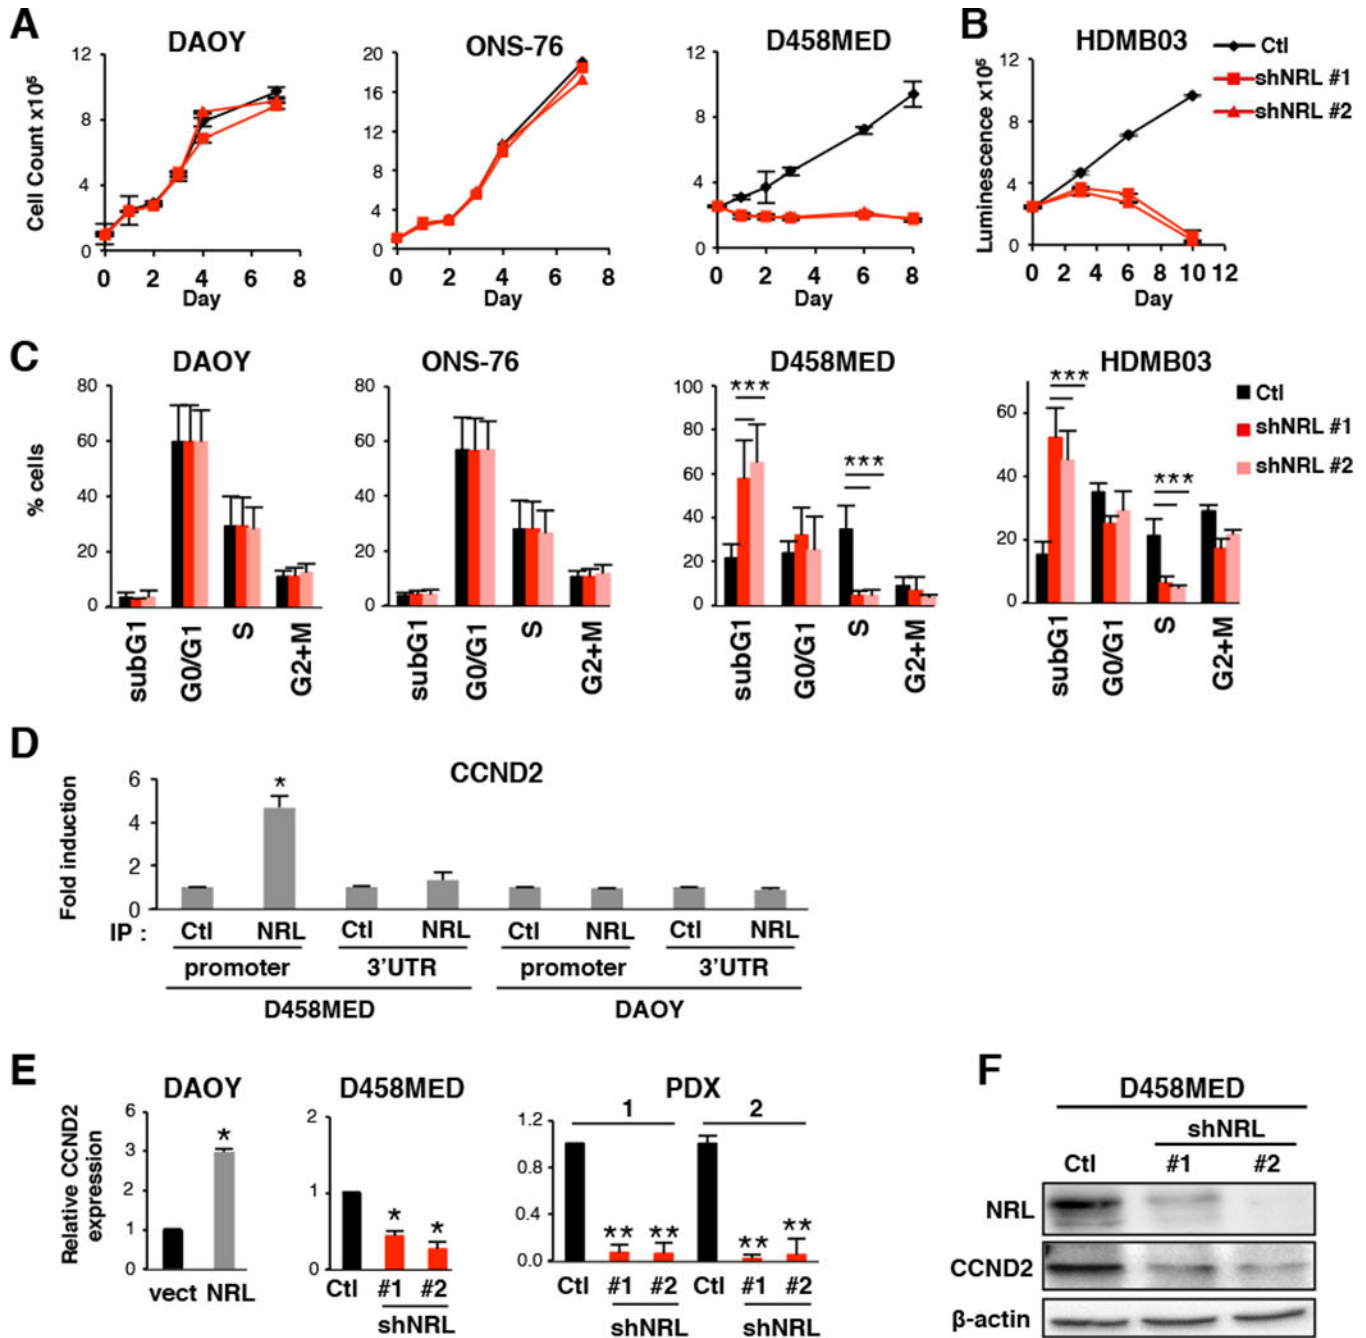 A
DAOY
ONS-76
D458MED
B
HDMB03
Ctl
shNRL #1
shNRL #2
Cell Count x10⁵
12
8
4
0
0 2 4 6 8
Day
20
16
12
8
4
0
0 2 4 6 8
Day
12
8
4
0
0 2 4 6 8
Day
Luminescence x10⁵
12
8
4
0
0 2 4 6 8 10 12
Day
C
DAOY
ONS-76
D458MED
HDMB03
Ctl
shNRL #1
shNRL #2
% cells
80
60
40
20
0
subG1 G0/G1 S G2+M
80
60
40
20
0
subG1 G0/G1 S G2+M
100
80
60
40
20
0
***
***
subG1 G0/G1 S G2+M
60
40
20
0
***
***
subG1 G0/G1 S G2+M
D
CCND2
Fold induction
6
4
2
0
*
IP : Ctl NRL Ctl NRL Ctl NRL Ctl NRL
promoter 3'UTR promoter 3'UTR
D458MED DAOY
E
DAOY
D458MED
PDX
Relative CCND2
expression
6
3
2
1
0
*
vect NRL
2
1
0
* *
Ctl #1 #2
shNRL
1 2
1.2
0.8
0.4
0.0
** ** ** **
Ctl #1 #2 Ctl #1 #2
shNRL shNRL
F
D458MED
shNRL
Ctl #1 #2
NRL
CCND2
β-actin